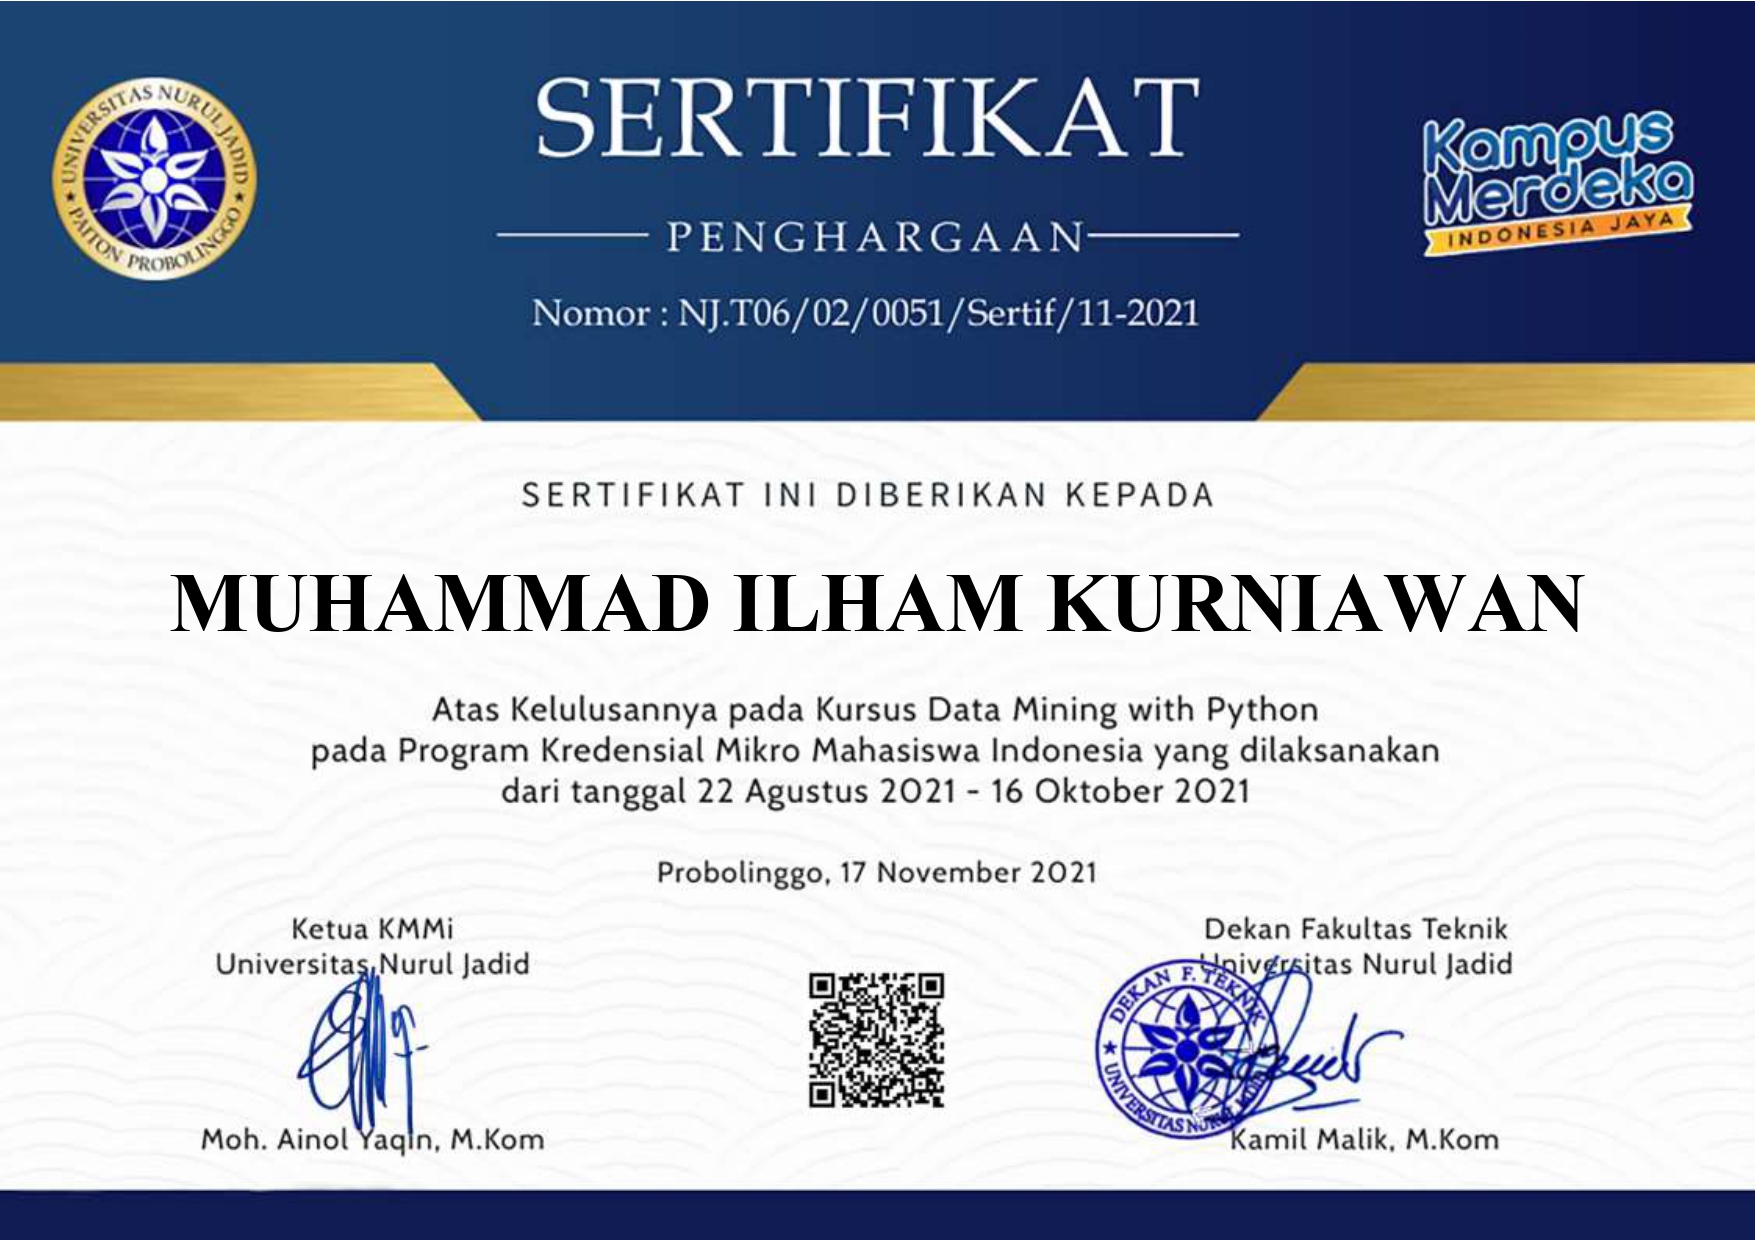 UNIVERSITAS NURUL JADID
PAITON PROBOLINGGO
SERTIFIKAT
PENGHARGAAN
Nomor : NJ.T06/02/0051/Sertif/11-2021
Kampus
Merdeka
INDONESIA JAYA
SERTIFIKAT INI DIBERIKAN KEPADA
MUHAMMAD ILHAM KURNIAWAN
Atas Kelulusannya pada Kursus Data Mining with Python
pada Program Kredensial Mikro Mahasiswa Indonesia yang dilaksanakan
dari tanggal 22 Agustus 2021 - 16 Oktober 2021
Probolinggo, 17 November 2021
Ketua KMMi
Universitas Nurul Jadid
Moh. Ainol Yaqin, M.Kom
Dekan Fakultas Teknik
Universitas Nurul Jadid
DEKAN F. TEKNIK
UNIVERSITAS NURUL JADID
Kamil Malik, M.Kom